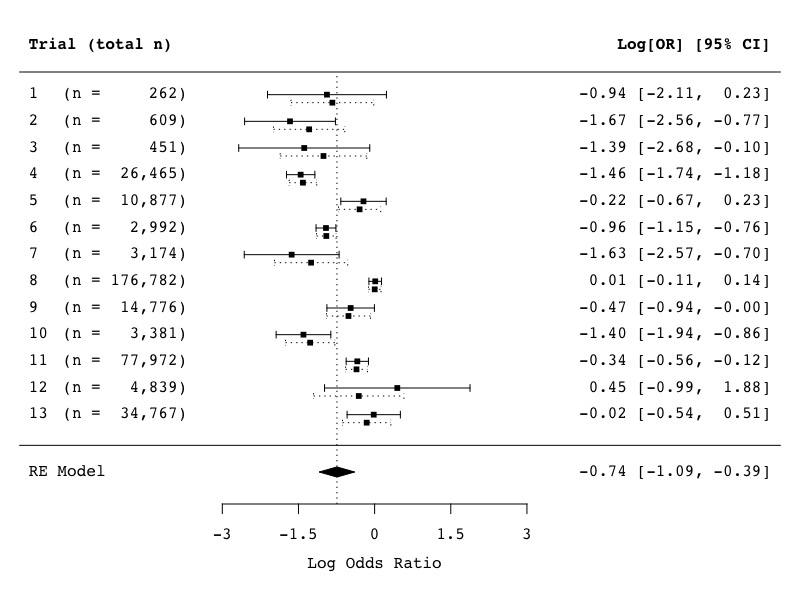 Trial (total n) Log[OR] [95% CI]
1 (n = 262) -0.94 [-2.11, 0.23]
2 (n = 609) -1.67 [-2.56, -0.77]
3 (n = 451) -1.39 [-2.68, -0.10]
4 (n = 26,465) -1.46 [-1.74, -1.18]
5 (n = 10,877) -0.22 [-0.67, 0.23]
6 (n = 2,992) -0.96 [-1.15, -0.76]
7 (n = 3,174) -1.63 [-2.57, -0.70]
8 (n = 176,782) 0.01 [-0.11, 0.14]
9 (n = 14,776) -0.47 [-0.94, -0.00]
10 (n = 3,381) -1.40 [-1.94, -0.86]
11 (n = 77,972) -0.34 [-0.56, -0.12]
12 (n = 4,839) 0.45 [-0.99, 1.88]
13 (n = 34,767) -0.02 [-0.54, 0.51]
RE Model -0.74 [-1.09, -0.39]
-3 -1.5 0 1.5 3
Log Odds Ratio